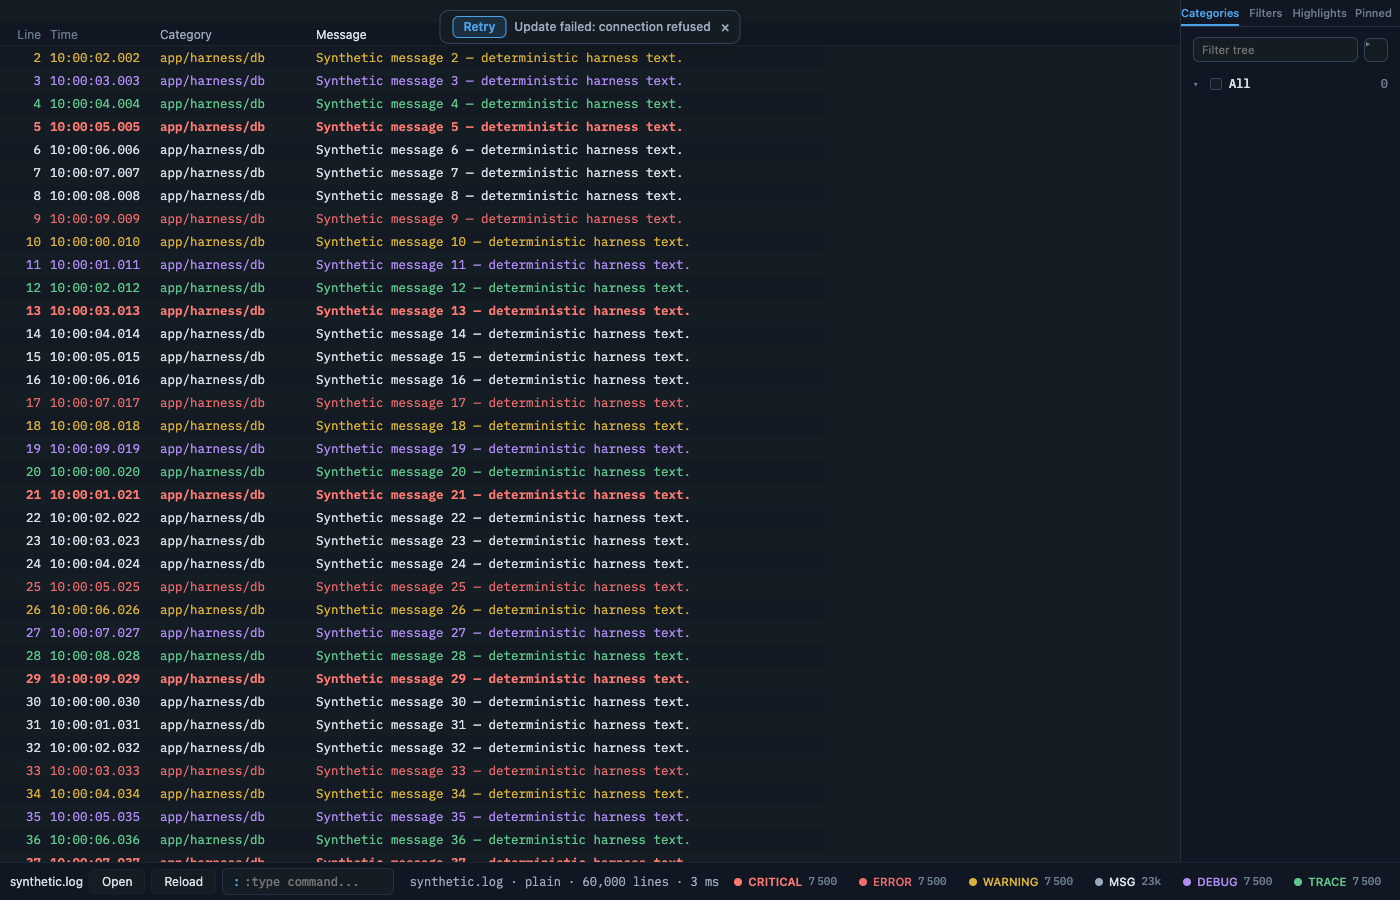 Retry Update failed: connection refused ×
Categories Filters Highlights Pinned
Line Time Category Message
Filter tree
All 0
2 10:00:02.002 app/harness/db Synthetic message 2 — deterministic harness text.
3 10:00:03.003 app/harness/db Synthetic message 3 — deterministic harness text.
4 10:00:04.004 app/harness/db Synthetic message 4 — deterministic harness text.
5 10:00:05.005 app/harness/db Synthetic message 5 — deterministic harness text.
6 10:00:06.006 app/harness/db Synthetic message 6 — deterministic harness text.
7 10:00:07.007 app/harness/db Synthetic message 7 — deterministic harness text.
8 10:00:08.008 app/harness/db Synthetic message 8 — deterministic harness text.
9 10:00:09.009 app/harness/db Synthetic message 9 — deterministic harness text.
10 10:00:00.010 app/harness/db Synthetic message 10 — deterministic harness text.
11 10:00:01.011 app/harness/db Synthetic message 11 — deterministic harness text.
12 10:00:02.012 app/harness/db Synthetic message 12 — deterministic harness text.
13 10:00:03.013 app/harness/db Synthetic message 13 — deterministic harness text.
14 10:00:04.014 app/harness/db Synthetic message 14 — deterministic harness text.
15 10:00:05.015 app/harness/db Synthetic message 15 — deterministic harness text.
16 10:00:06.016 app/harness/db Synthetic message 16 — deterministic harness text.
17 10:00:07.017 app/harness/db Synthetic message 17 — deterministic harness text.
18 10:00:08.018 app/harness/db Synthetic message 18 — deterministic harness text.
19 10:00:09.019 app/harness/db Synthetic message 19 — deterministic harness text.
20 10:00:00.020 app/harness/db Synthetic message 20 — deterministic harness text.
21 10:00:01.021 app/harness/db Synthetic message 21 — deterministic harness text.
22 10:00:02.022 app/harness/db Synthetic message 22 — deterministic harness text.
23 10:00:03.023 app/harness/db Synthetic message 23 — deterministic harness text.
24 10:00:04.024 app/harness/db Synthetic message 24 — deterministic harness text.
25 10:00:05.025 app/harness/db Synthetic message 25 — deterministic harness text.
26 10:00:06.026 app/harness/db Synthetic message 26 — deterministic harness text.
27 10:00:07.027 app/harness/db Synthetic message 27 — deterministic harness text.
28 10:00:08.028 app/harness/db Synthetic message 28 — deterministic harness text.
29 10:00:09.029 app/harness/db Synthetic message 29 — deterministic harness text.
30 10:00:00.030 app/harness/db Synthetic message 30 — deterministic harness text.
31 10:00:01.031 app/harness/db Synthetic message 31 — deterministic harness text.
32 10:00:02.032 app/harness/db Synthetic message 32 — deterministic harness text.
33 10:00:03.033 app/harness/db Synthetic message 33 — deterministic harness text.
34 10:00:04.034 app/harness/db Synthetic message 34 — deterministic harness text.
35 10:00:05.035 app/harness/db Synthetic message 35 — deterministic harness text.
36 10:00:06.036 app/harness/db Synthetic message 36 — deterministic harness text.
37 10:00:07.037 app/harness/db Synthetic message 37 — deterministic harness text.
synthetic.log Open Reload : :type command... synthetic.log · plain · 60,000 lines · 3 ms CRITICAL 7 500 ERROR 7 500 WARNING 7 500 MSG 23k DEBUG 7 500 TRACE 7 500